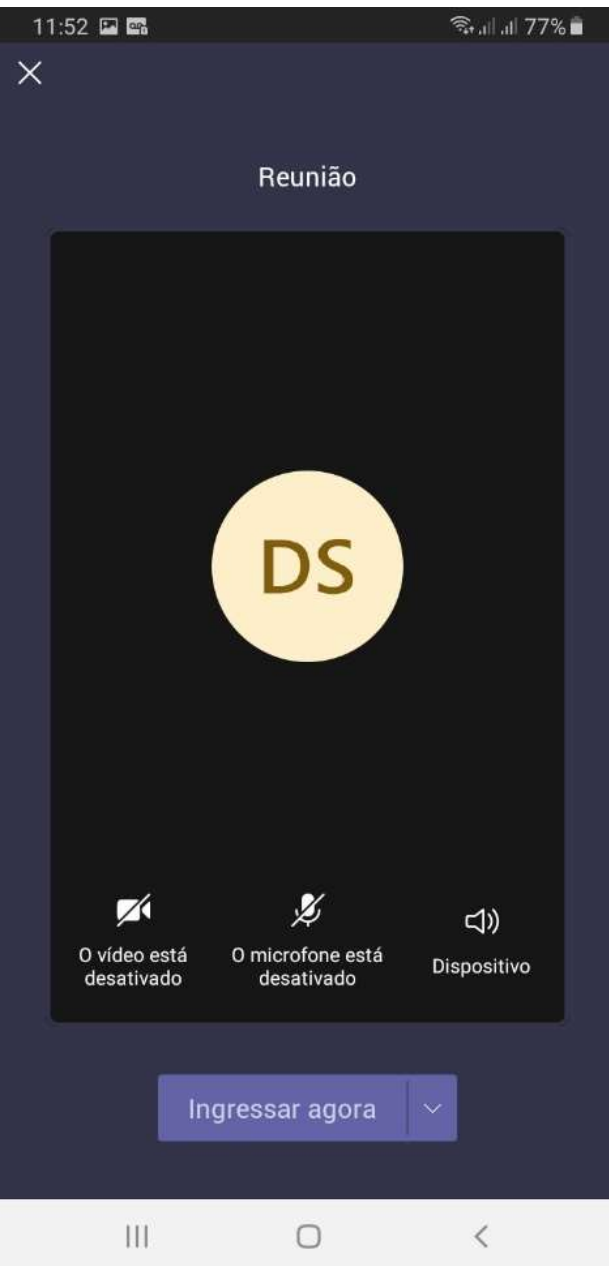 11:52 77%
Reunião
DS
O vídeo está
desativado
O microfone está
desativado
Dispositivo
Ingressar agora